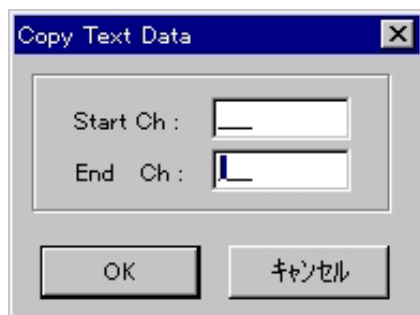 Copy Text Data
Start Ch :
End Ch :
OK
ｷｬﾝｾﾙ